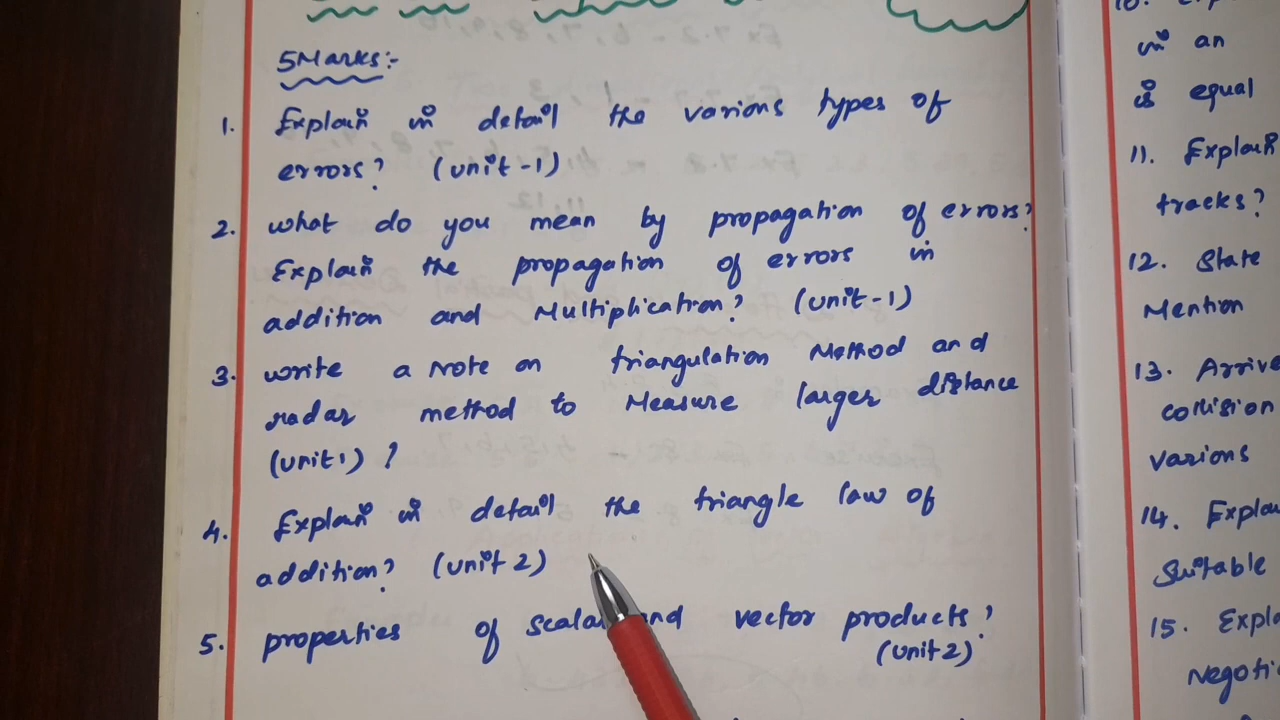 5Marks:-
1. Explain in detail the various types of
errors? (unit-1)
2. what do you mean by propagation of errors?
Explain the propagation of errors in
addition and Multiplication? (unit-1)
3. write a note on triangulation Method and
radar method to Measure larger distance
(unit1)?
4. Explain in detail the triangle law of
addition? (unit 2)
5. properties of scalar and vector products?
(unit 2)
in an
is equal
11. Explain
tracks?
12. State
Mention
13. Arrive
collision
various
14.
suitable
15.